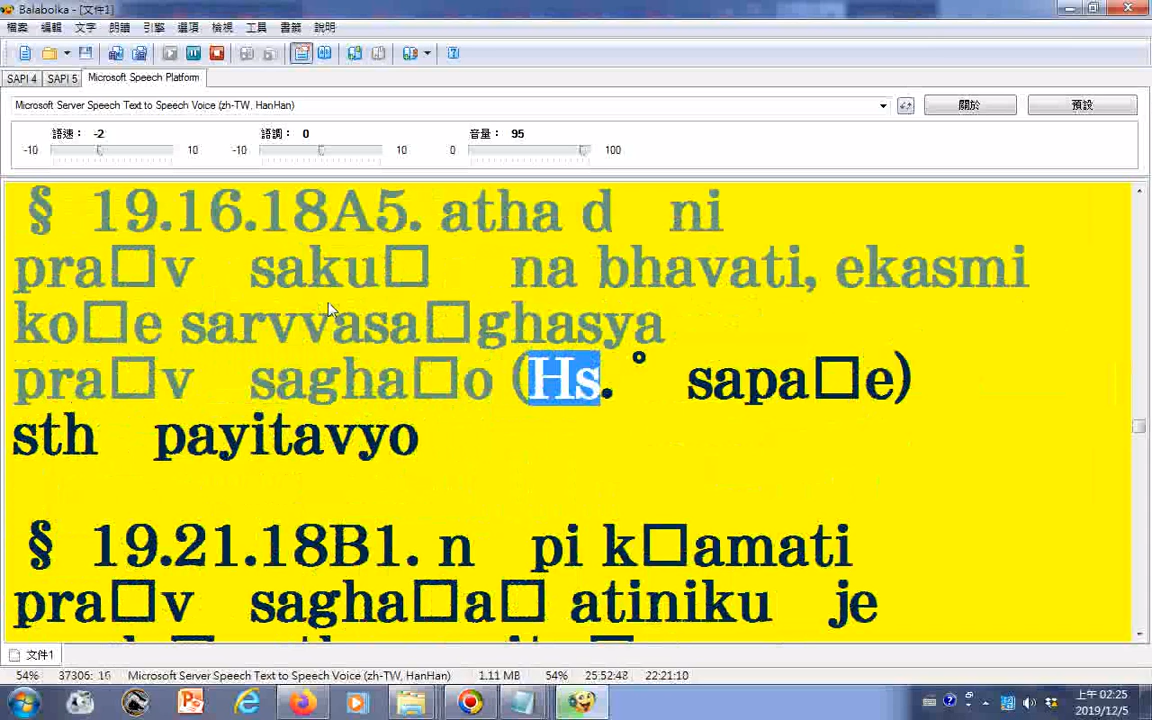 Balabolka - [文件1]
檔案 編輯 文字 朗讀 引擎 選項 檢視 工具 書籤 說明
SAPI 4 SAPI 5 Microsoft Speech Platform
Microsoft Server Speech Text to Speech Voice (zh-TW, HanHan) 關於 預設
語速： -2 語調： 0 音量： 95
-10 10 -10 10 0 100
§ 19.16.18A5. atha d ni
pra□v saku□ na bhavati, ekasmi
ko□e sarvvasa□ghasya
pra□v sagha□o (Hs. ° sapa□e)
sth payitavyo
§ 19.21.18B1. n pi k□amati
pra□v sagha□a□ atiniku je
文件1
54% 37306: 16 Microsoft Server Speech Text to Speech Voice (zh-TW, HanHan) 1.11 MB 54% 25:52:48 22:21:10
上午 02:25
2019/12/5